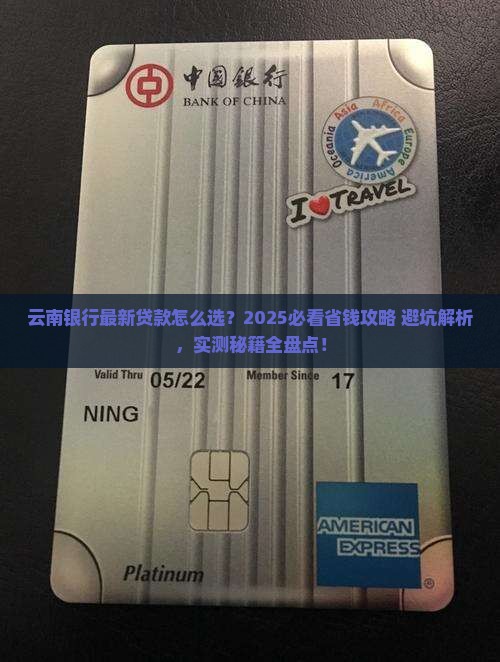 中国银行
BANK OF CHINA
Asia Africa Europe America Oceania
I TRAVEL
云南银行最新贷款怎么选？2025必看省钱攻略 避坑解析
，实测秘籍全盘点！
Valid Thru 05/22 Member Since 17
NING
AMERICAN
EXPRESS
®
Platinum